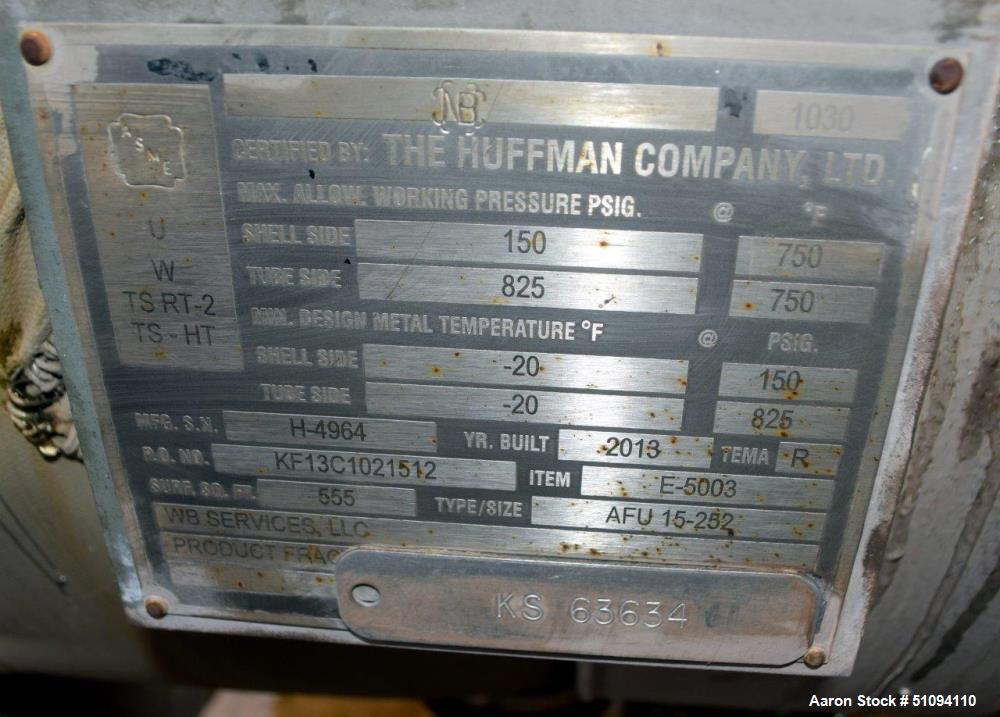 NB 1030
ASME
CERTIFIED BY: THE HUFFMAN COMPANY, LTD.
MAX. ALLOW. WORKING PRESSURE PSIG. @ °F
U
SHELL SIDE 150 750
W
TUBE SIDE 825 750
TS RT-2
MIN. DESIGN METAL TEMPERATURE °F @ PSIG.
TS - HT
SHELL SIDE -20 150
TUBE SIDE -20 825
MFG. S.N. H-4964 YR. BUILT 2013 TEMA R
P.O. NO. KF13C1021512 ITEM E-5003
SURF. SQ. FT. 555 TYPE/SIZE AFU 15-252
WB SERVICES, LLC
PRODUCT
KS 63634
Aaron Stock # 51094110